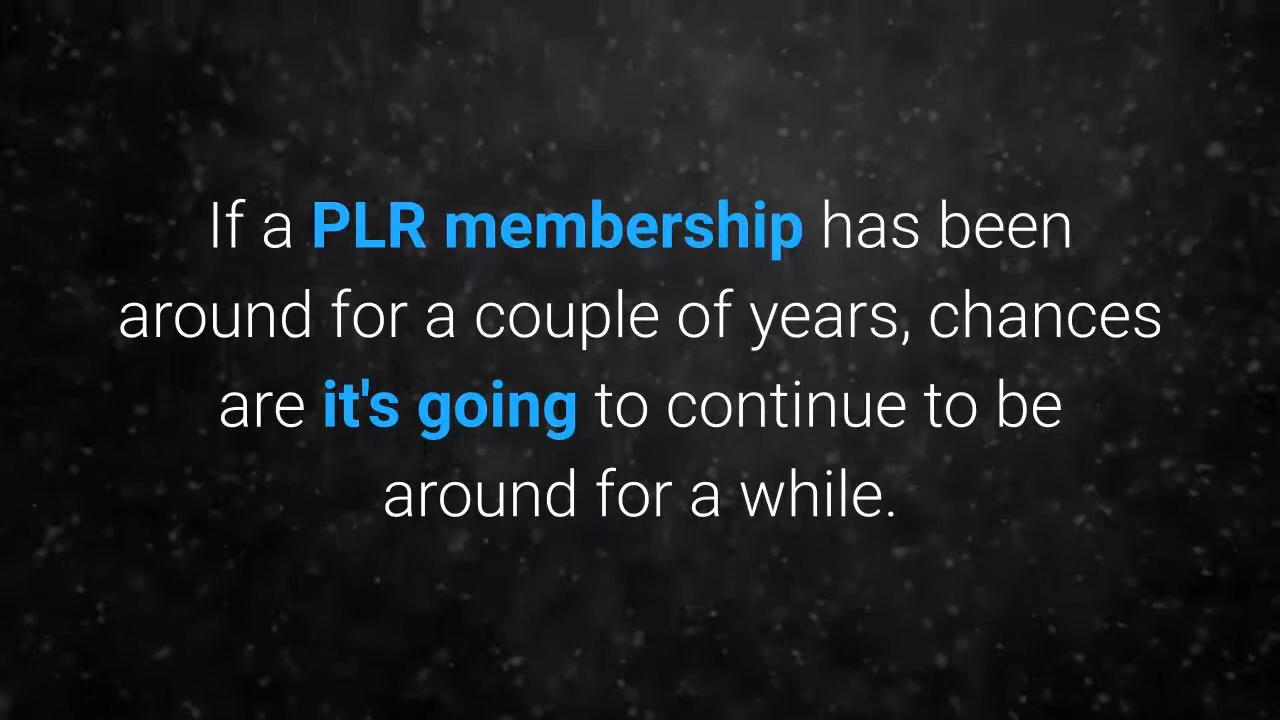 If a PLR membership has been
around for a couple of years, chances
are it's going to continue to be
around for a while.